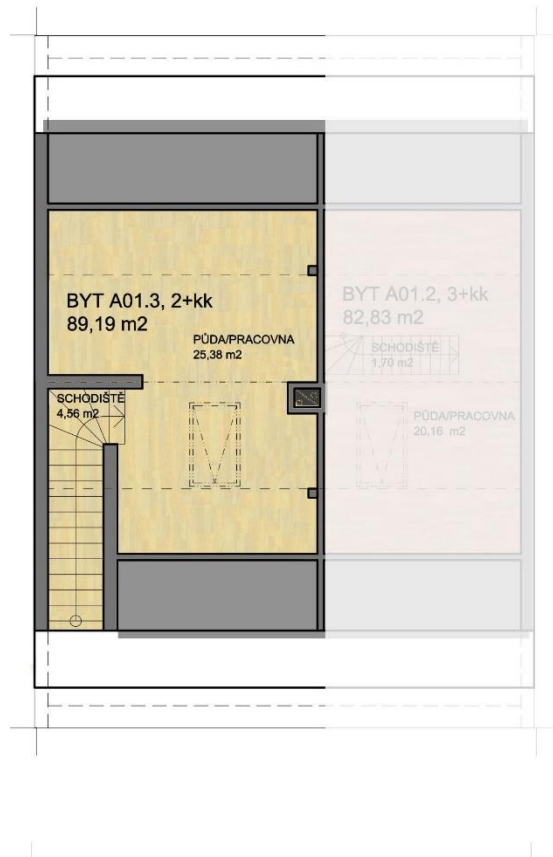 BYT A01.3, 2+kk
89,19 m2
PŮDA/PRACOVNA
25,38 m2
SCHODIŠTĚ
4,56 m2
BYT A01.2, 3+kk
82,83 m2
SCHODIŠTĚ
1,70 m2
PŮDA/PRACOVNA
20,16 m2